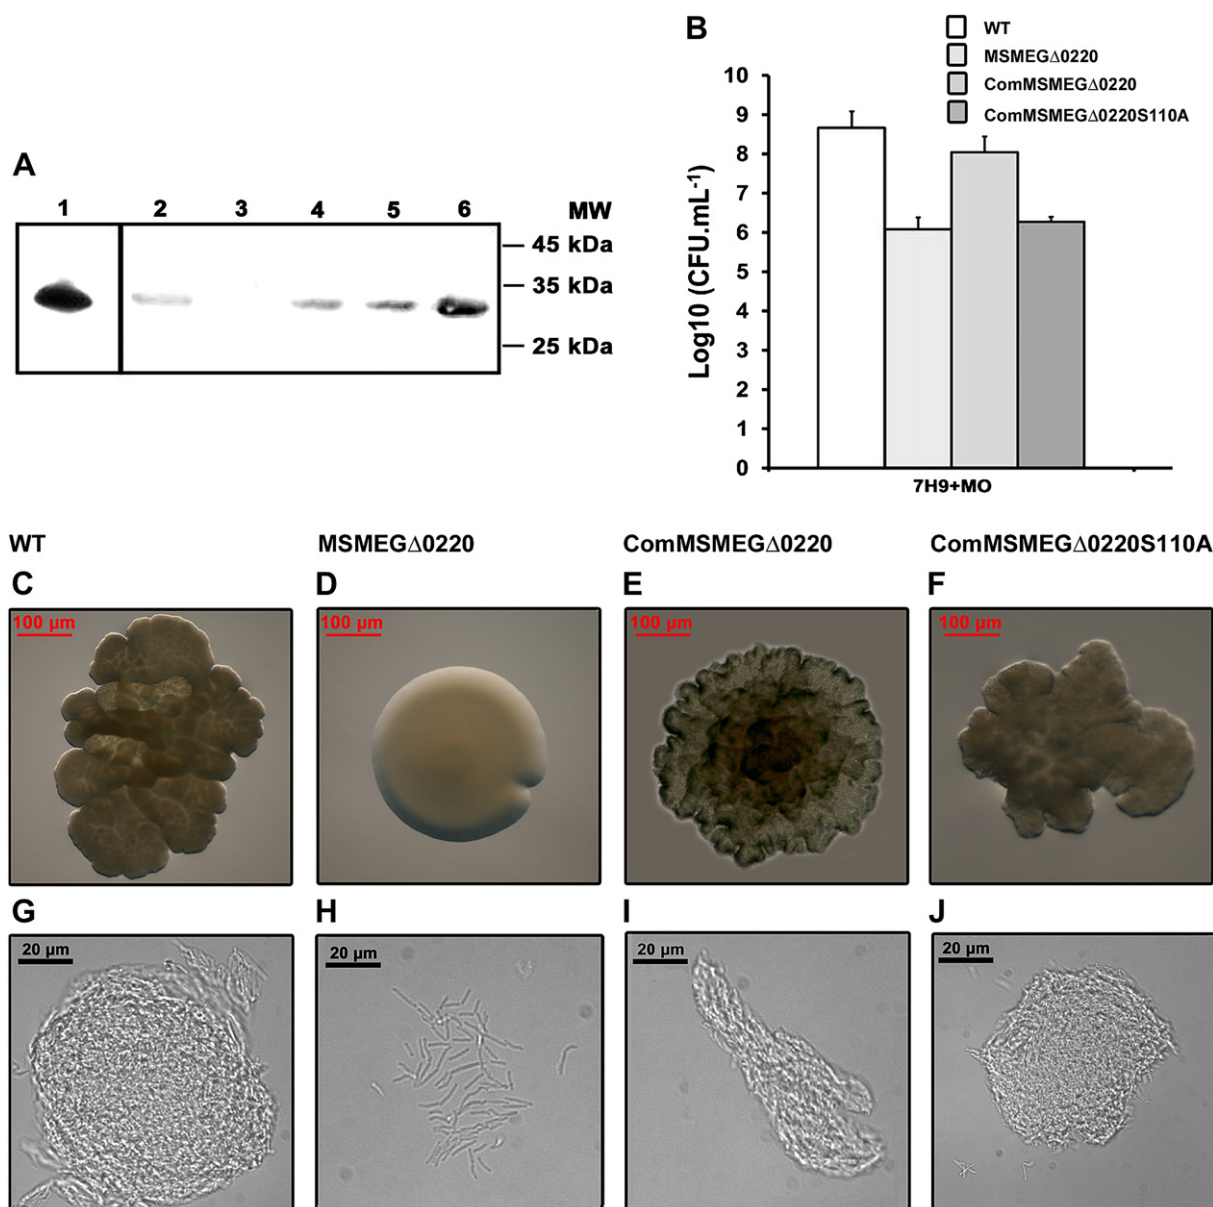 A
1 2 3 4 5 6 MW
45 kDa
35 kDa
25 kDa
B
WT
MSMEGΔ0220
ComMSMEGΔ0220
ComMSMEGΔ0220S110A
Log10 (CFU.mL-1)
10
9
8
7
6
5
4
3
2
1
0
7H9+MO
WT MSMEGΔ0220 ComMSMEGΔ0220 ComMSMEGΔ0220S110A
C D E F
100 µm 100 µm 100 µm 100 µm
G H I J
20 µm 20 µm 20 µm 20 µm